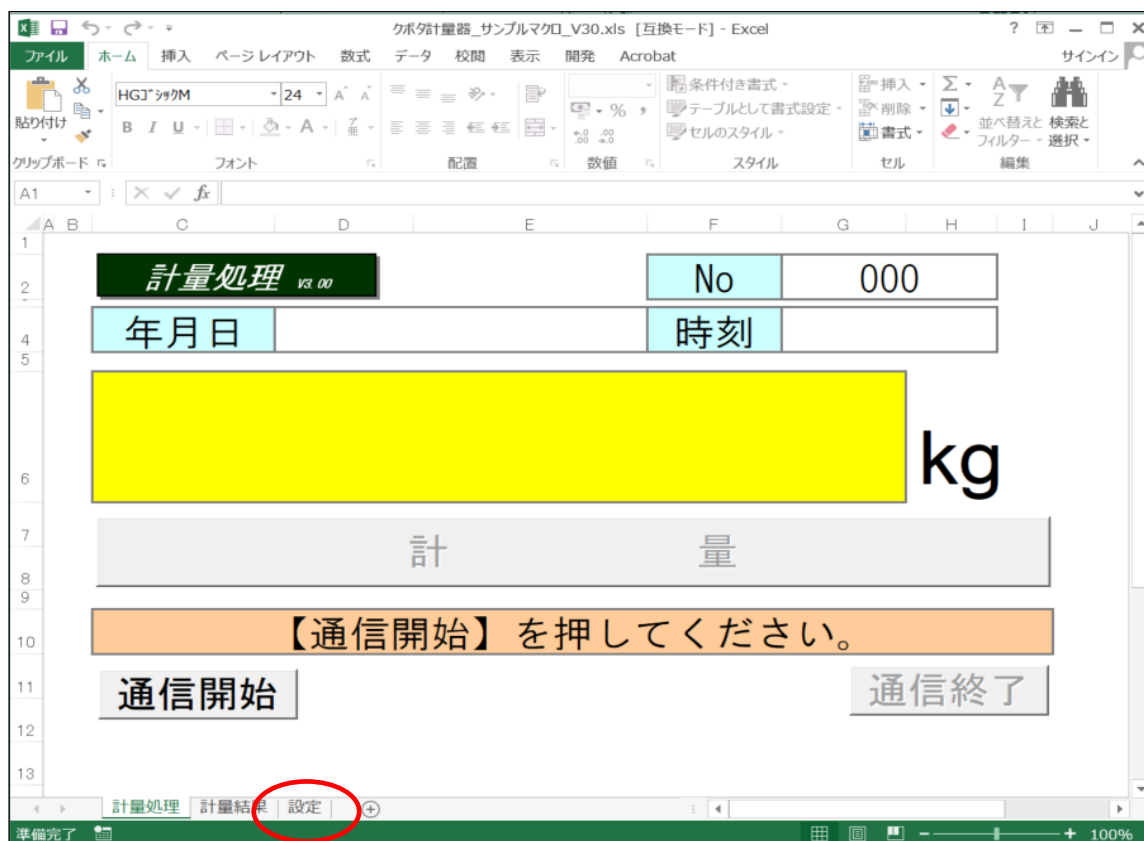 クボタ計量器_サンプルマクロ_V30.xls [互換モード] - Excel
?
ファイル ホーム 挿入 ページ レイアウト 数式 データ 校閲 表示 開発 Acrobat サインイン
HGゴシックM 24 A A 条件付き書式 挿入 Σ A Z
貼り付け B I U A Z 亜 % , テーブルとして書式設定 削除 並べ替えと 検索と
.0 .00 .00 .0 セルのスタイル 書式 フィルター 選択
クリップボード フォント 配置 数値 スタイル セル 編集
A1 fx
A B C D E F G H I J
1
2 計量処理 V3.00 No 000
4 年月日 時刻
5
6 kg
7 計 量
8
9
10 【通信開始】を押してください。
11 通信開始 通信終了
12
13
計量処理 計量結果 設定
準備完了 100%